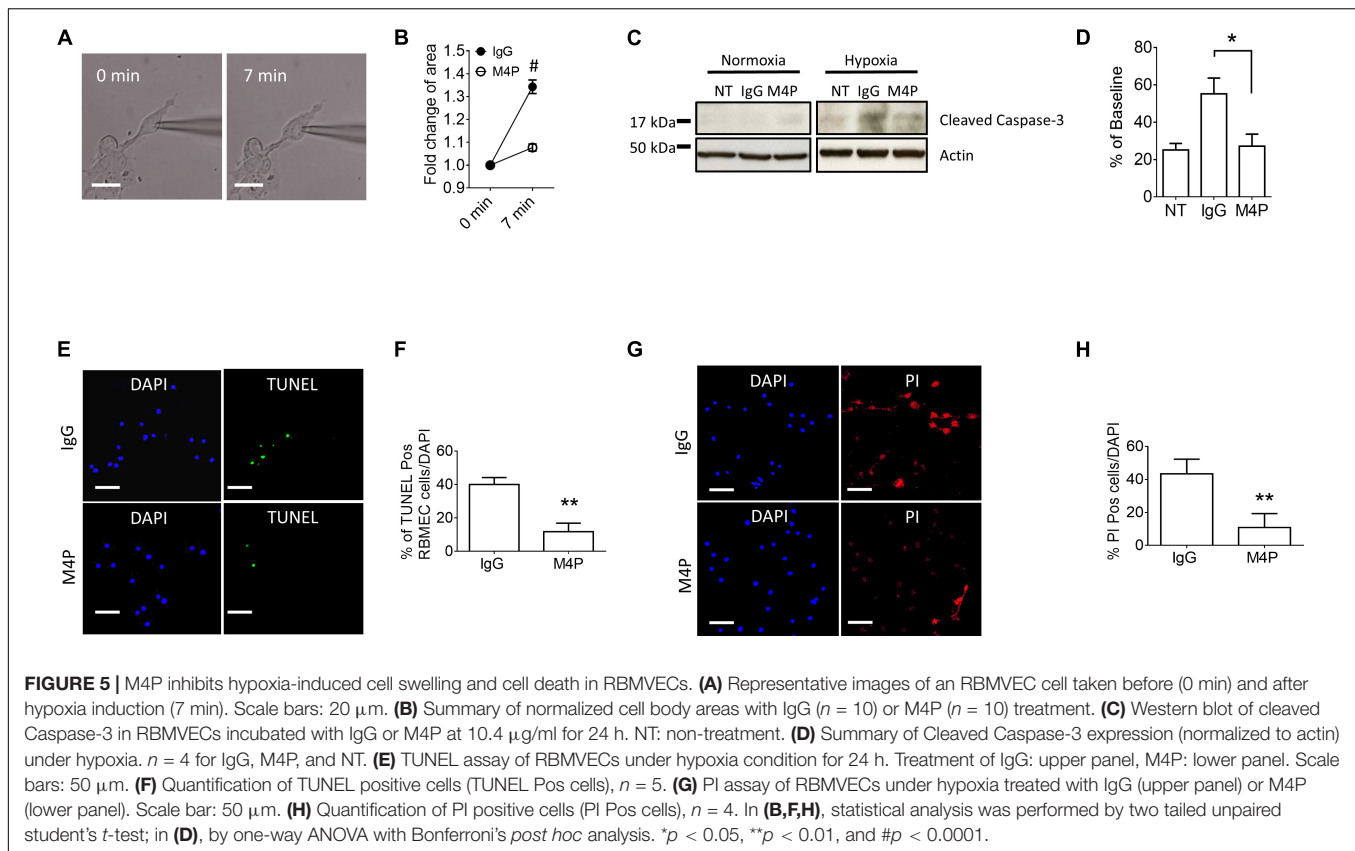 A
0 min
7 min
B
Fold change of area
1.5
1.4
1.3
1.2
1.1
1.0
0.9
IgG
M4P
#
0 min
7 min
C
Normoxia
Hypoxia
NT IgG M4P
NT IgG M4P
17 kDa
50 kDa
Cleaved Caspase-3
Actin
D
% of Baseline
80
60
40
20
0
*
NT
IgG
M4P
E
DAPI
TUNEL
IgG
M4P
F
% of TUNEL Pos
RBMEC cells/DAPI
60
40
20
0
**
IgG
M4P
G
DAPI
PI
IgG
DAPI
PI
M4P
H
% PI Pos cells/DAPI
60
40
20
0
**
IgG
M4P
FIGURE 5 | M4P inhibits hypoxia-induced cell swelling and cell death in RBMVECs. (A) Representative images of an RBMVEC cell taken before (0 min) and after
hypoxia induction (7 min). Scale bars: 20 μm. (B) Summary of normalized cell body areas with IgG (n = 10) or M4P (n = 10) treatment. (C) Western blot of cleaved
Caspase-3 in RBMVECs incubated with IgG or M4P at 10.4 μg/ml for 24 h. NT: non-treatment. (D) Summary of Cleaved Caspase-3 expression (normalized to actin)
under hypoxia. n = 4 for IgG, M4P, and NT. (E) TUNEL assay of RBMVECs under hypoxia condition for 24 h. Treatment of IgG: upper panel, M4P: lower panel. Scale
bars: 50 μm. (F) Quantification of TUNEL positive cells (TUNEL Pos cells), n = 5. (G) PI assay of RBMVECs under hypoxia treated with IgG (upper panel) or M4P
(lower panel). Scale bar: 50 μm. (H) Quantification of PI positive cells (PI Pos cells), n = 4. In (B,F,H), statistical analysis was performed by two tailed unpaired
student's t-test; in (D), by one-way ANOVA with Bonferroni's post hoc analysis. *p < 0.05, **p < 0.01, and #p < 0.0001.